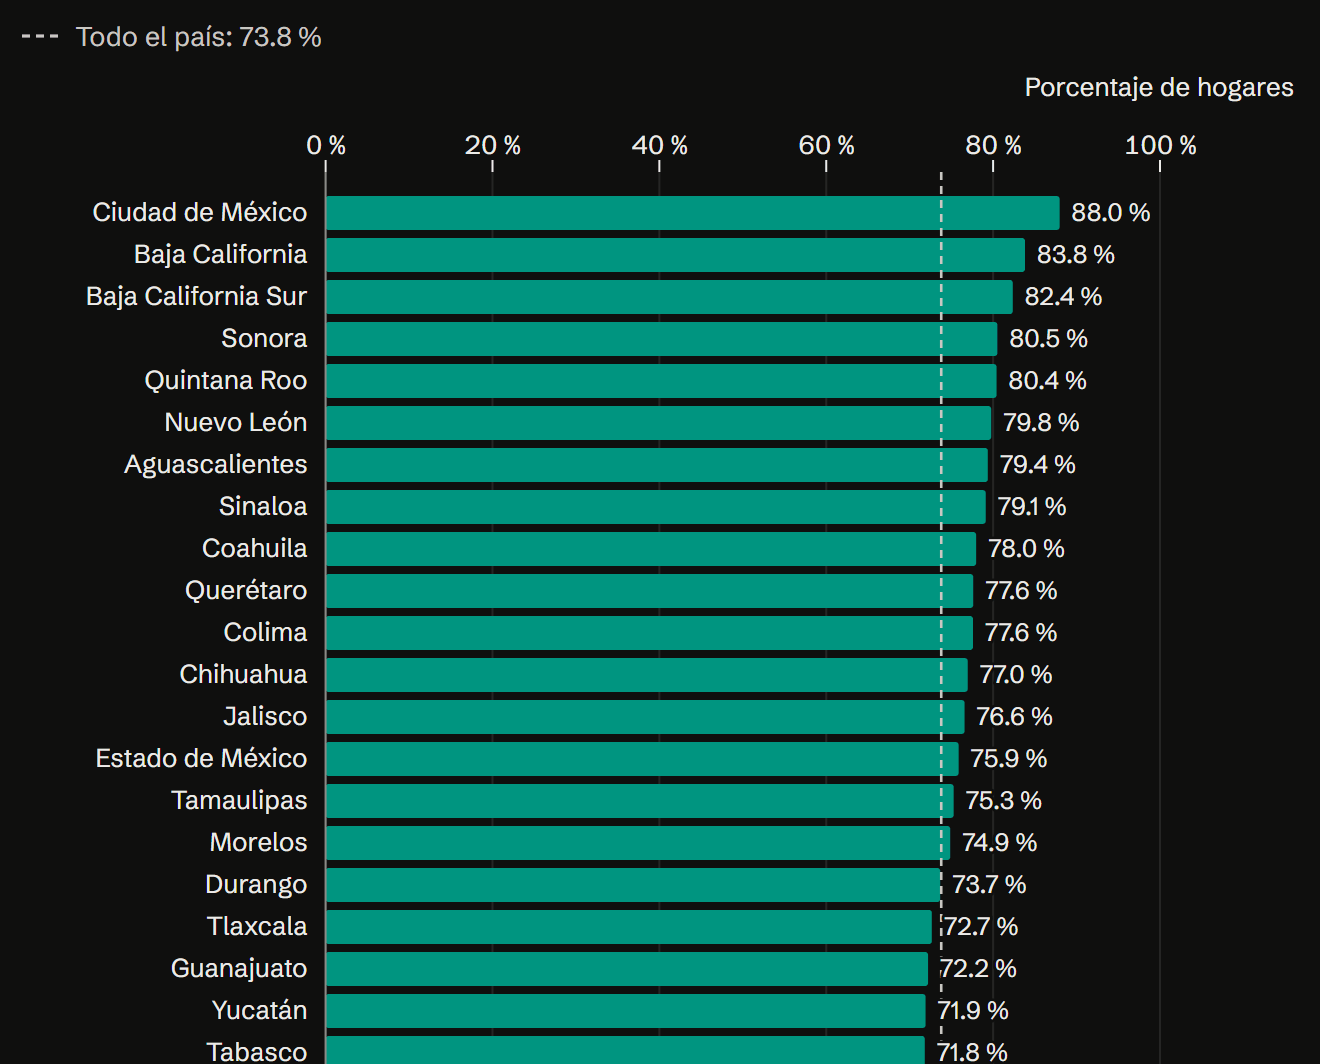 Todo el país: 73.8 %
Porcentaje de hogares
0 % 20 % 40 % 60 % 80 % 100 %
Ciudad de México 88.0 %
Baja California 83.8 %
Baja California Sur 82.4 %
Sonora 80.5 %
Quintana Roo 80.4 %
Nuevo León 79.8 %
Aguascalientes 79.4 %
Sinaloa 79.1 %
Coahuila 78.0 %
Querétaro 77.6 %
Colima 77.6 %
Chihuahua 77.0 %
Jalisco 76.6 %
Estado de México 75.9 %
Tamaulipas 75.3 %
Morelos 74.9 %
Durango 73.7 %
Tlaxcala 72.7 %
Guanajuato 72.2 %
Yucatán 71.9 %
Tabasco 71.8 %